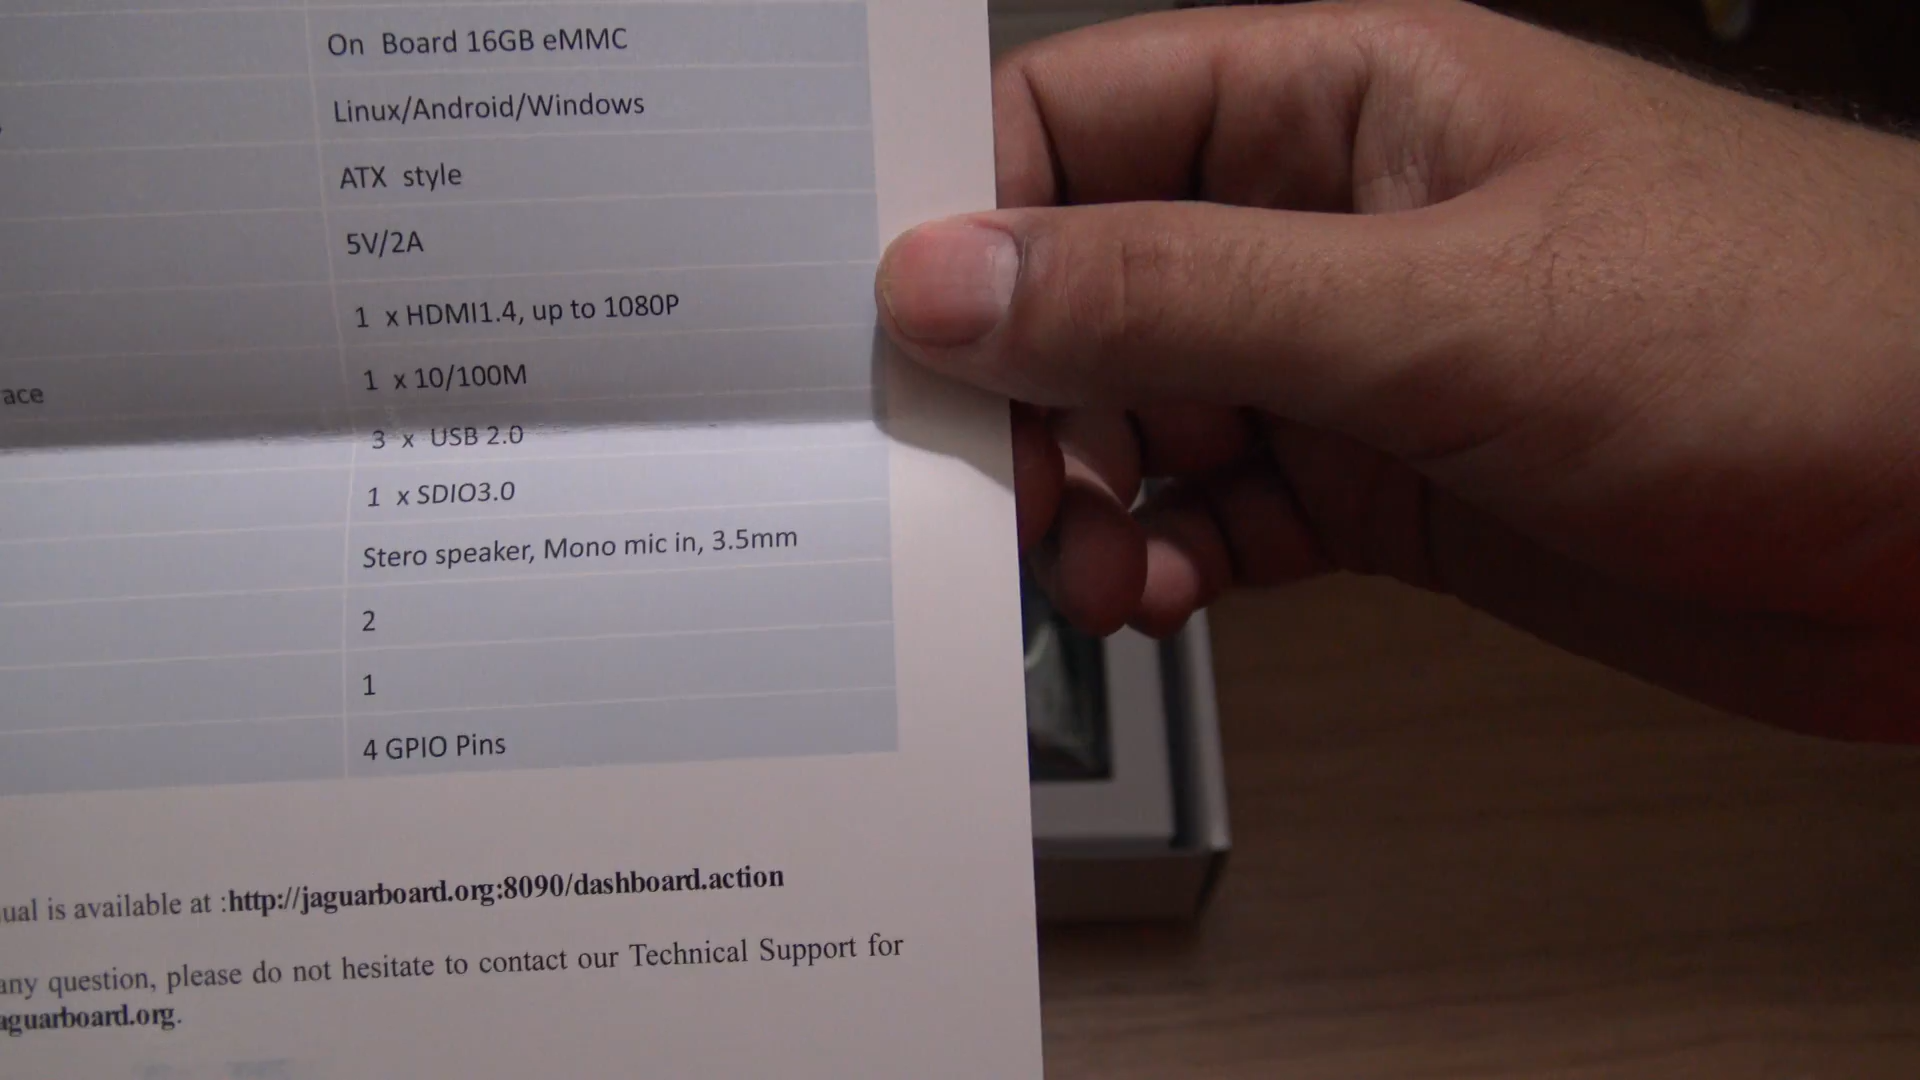 On Board 16GB eMMC
Linux/Android/Windows
ATX style
5V/2A
1 x HDMI1.4, up to 1080P
ace 1 x 10/100M
3 x USB 2.0
1 x SDIO3.0
Stero speaker, Mono mic in, 3.5mm
2
1
4 GPIO Pins
ual is available at :http://jaguarboard.org:8090/dashboard.action
any question, please do not hesitate to contact our Technical Support for
aguarboard.org.